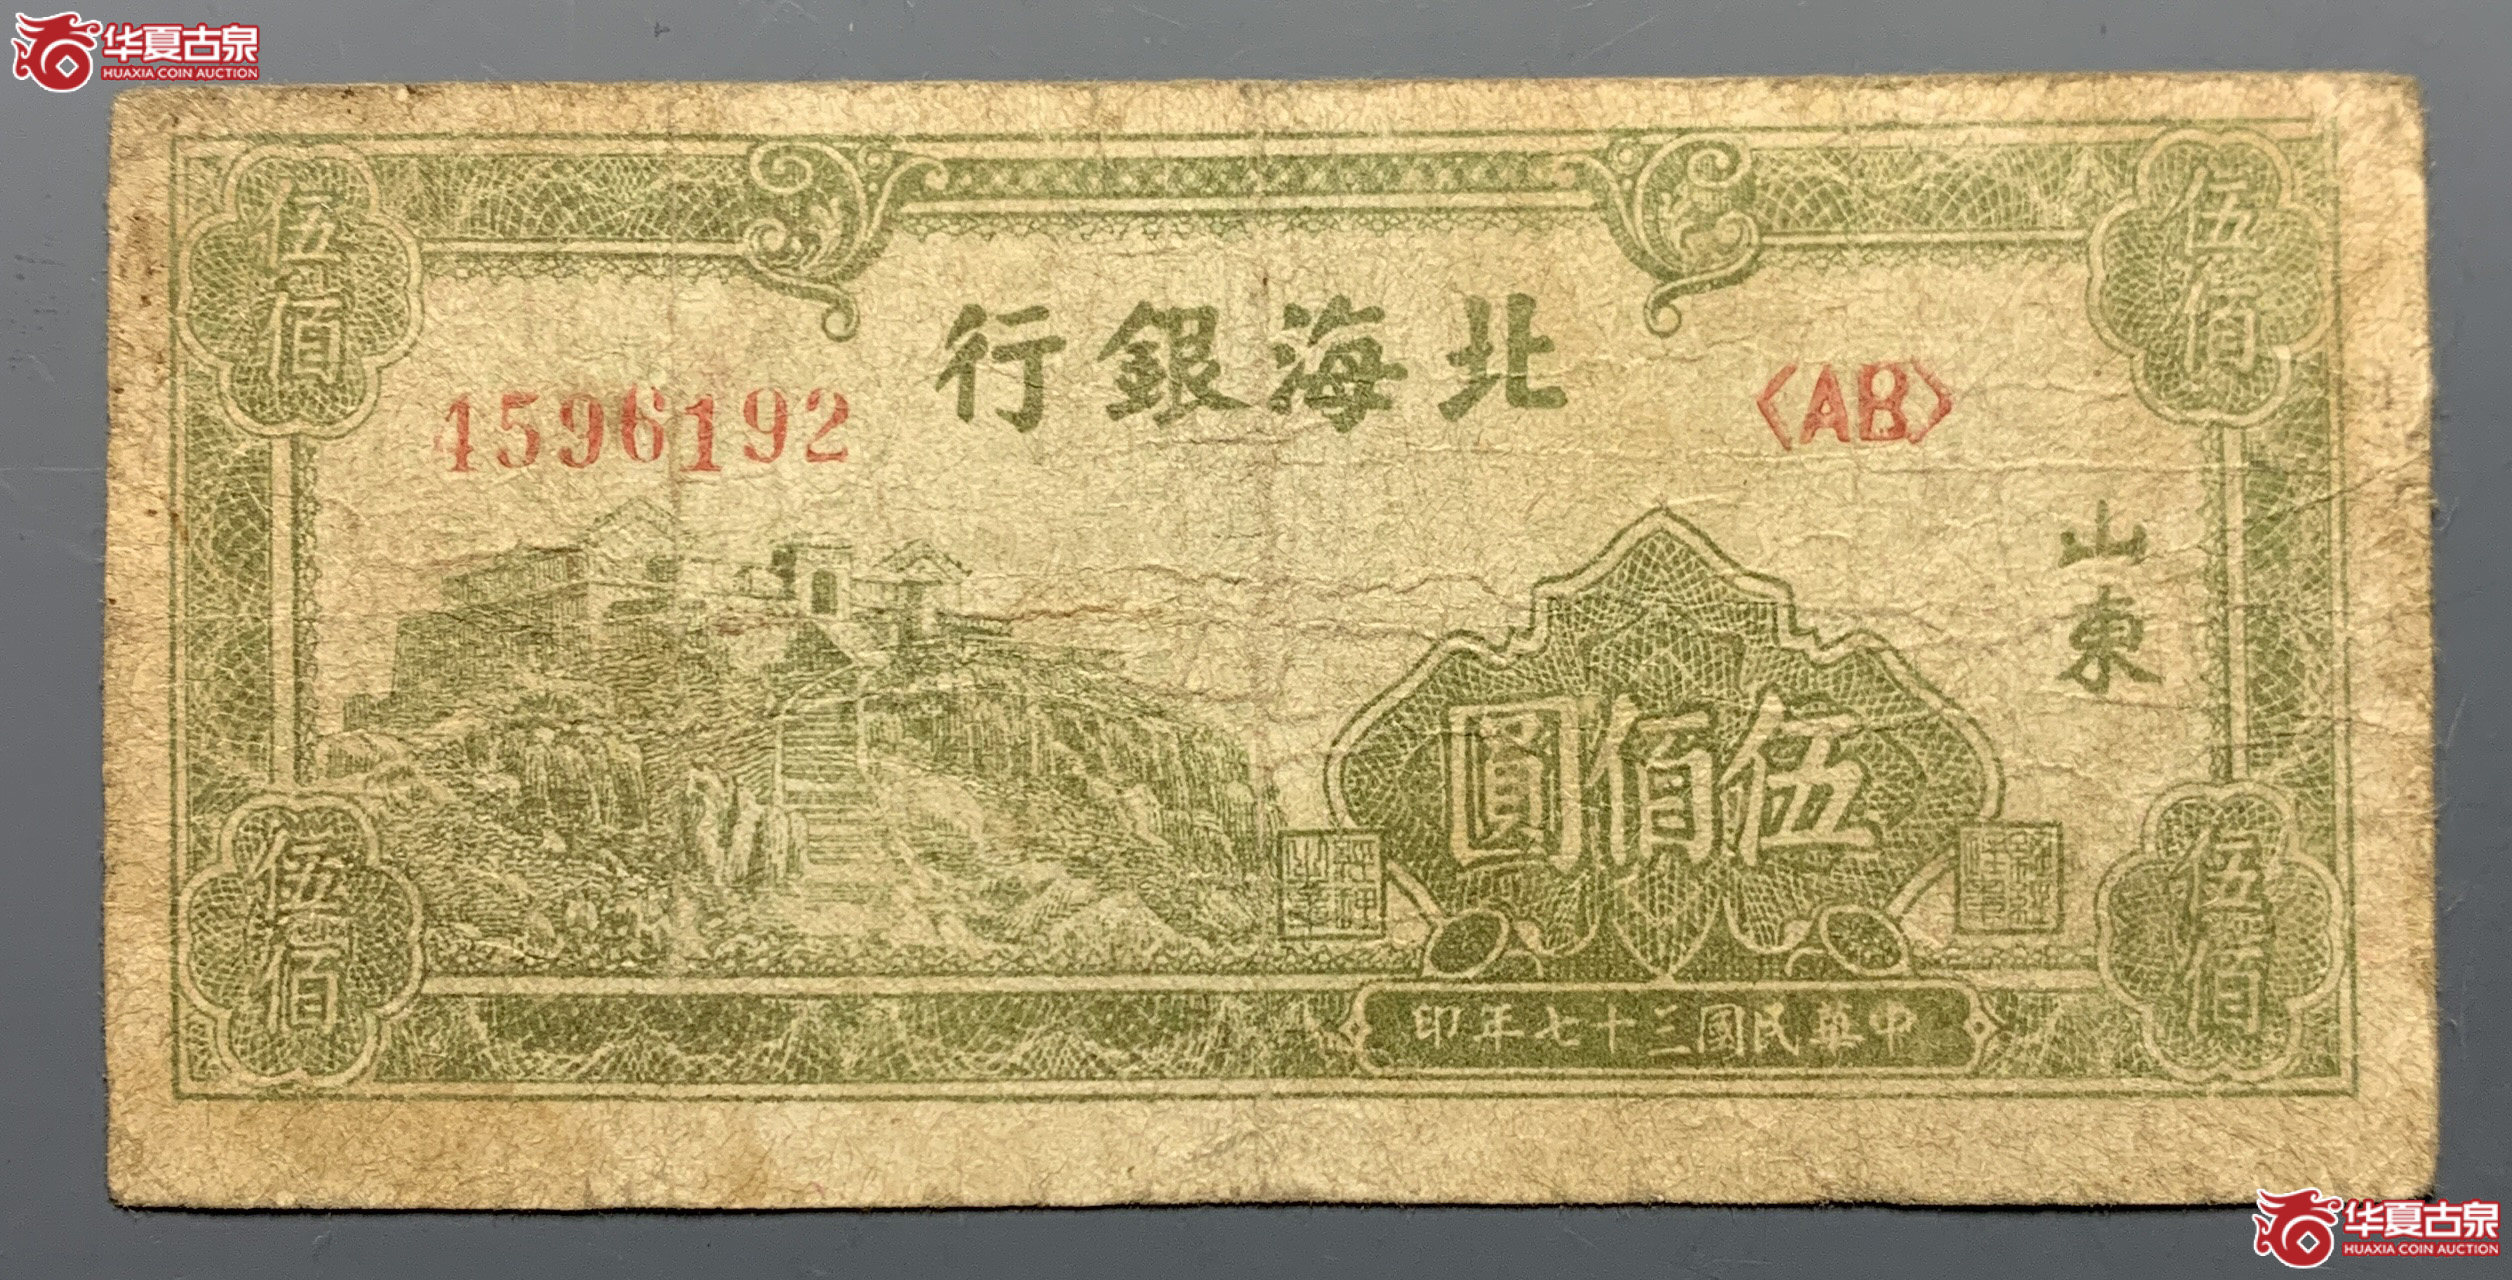 华夏古泉
HUAXIA COIN AUCTION
伍佰
伍佰
北海銀行
4596192
<AB>
山東
伍佰圓
伍佰
伍佰
中華民國三十七年印
华夏古泉
HUAXIA COIN AUCTION